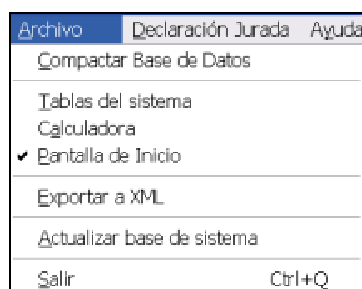 Archivo Declaración Jurada Ayuda
Compactar Base de Datos
Tablas del sistema
Calculadora
Pantalla de Inicio
Exportar a XML
Actualizar base de sistema
Salir Ctrl+Q